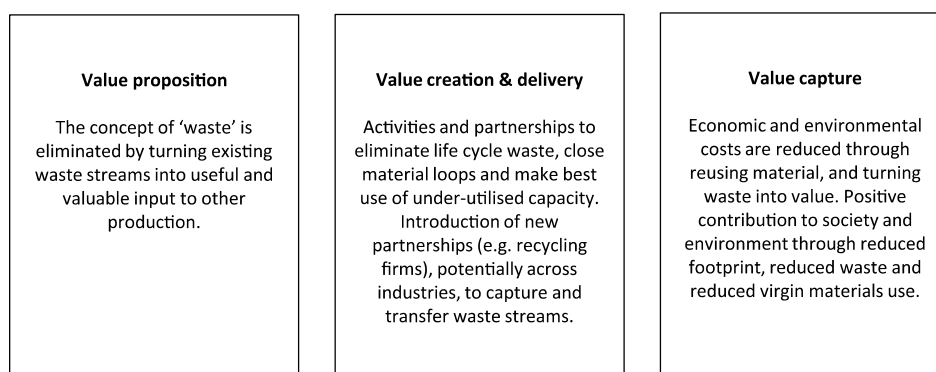 Value proposition
The concept of ‘waste’ is
eliminated by turning existing
waste streams into useful and
valuable input to other
production.
Value creation & delivery
Activities and partnerships to
eliminate life cycle waste, close
material loops and make best
use of under-utilised capacity.
Introduction of new
partnerships (e.g. recycling
firms), potentially across
industries, to capture and
transfer waste streams.
Value capture
Economic and environmental
costs are reduced through
reusing material, and turning
waste into value. Positive
contribution to society and
environment through reduced
footprint, reduced waste and
reduced virgin materials use.